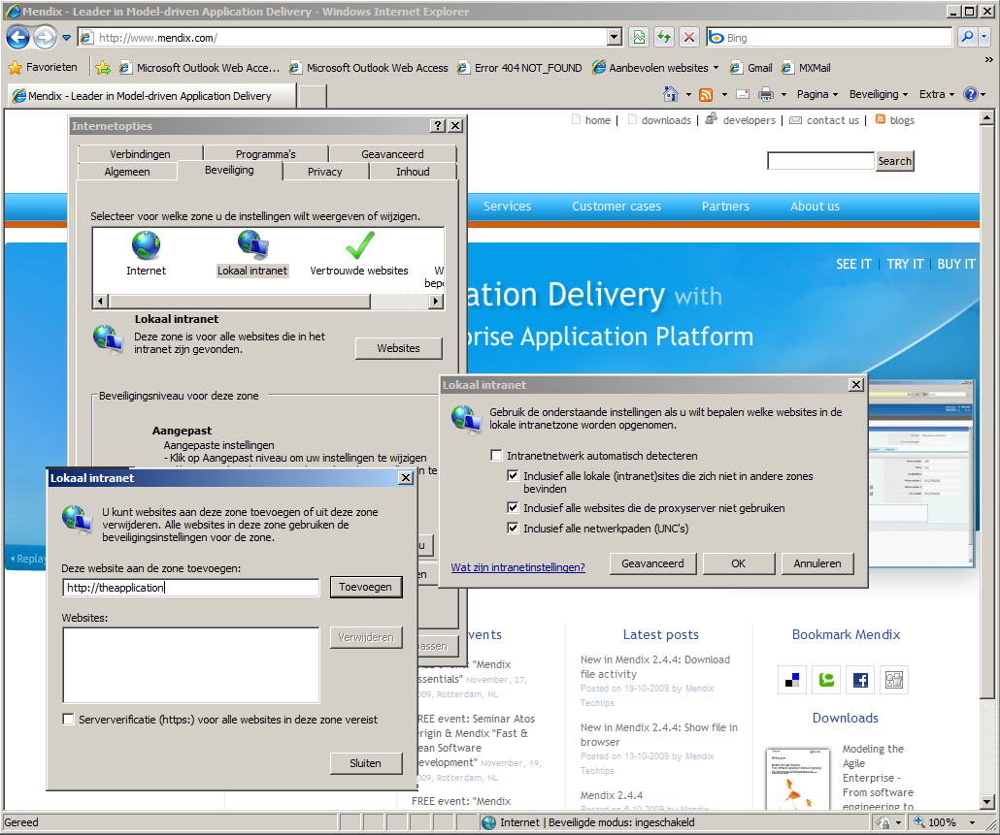 Mendix - Leader in Model-driven Application Delivery - Windows Internet Explorer
http://www.mendix.com/
Bing
Favorieten
Microsoft Outlook Web Acce...
Microsoft Outlook Web Access
Error 404 NOT_FOUND
Aanbevolen websites
Gmail
MXMail
Mendix - Leader in Model-driven Application Delivery
Pagina
Beveiliging
Extra
home | downloads | developers | contact us | blogs
Search
Services
Customer cases
Partners
About us
SEE IT | TRY IT | BUY IT
ation Delivery with
prise Application Platform
Replay
Internetopties
Verbindingen
Programma's
Geavanceerd
Algemeen
Beveiliging
Privacy
Inhoud
Selecteer voor welke zone u de instellingen wilt weergeven of wijzigen.
Internet
Lokaal intranet
Vertrouwde websites
W
bep
Lokaal intranet
Deze zone is voor alle websites die in het
intranet zijn gevonden.
Websites
Beveiligingsniveau voor deze zone
Aangepast
Aangepaste instellingen
- Klik op Aangepast niveau om uw instellingen te wijzigen
u
en
assen
Lokaal intranet
Gebruik de onderstaande instellingen als u wilt bepalen welke websites in de
lokale intranetzone worden opgenomen.
Intranetnetwerk automatisch detecteren
Inclusief alle lokale (intranet)sites die zich niet in andere zones
bevinden
Inclusief alle websites die de proxyserver niet gebruiken
Inclusief alle netwerkpaden (UNC's)
Wat zijn intranetinstellingen?
Geavanceerd
OK
Annuleren
Lokaal intranet
U kunt websites aan deze zone toevoegen of uit deze zone
verwijderen. Alle websites in deze zone gebruiken de
beveiligingsinstellingen voor de zone.
Deze website aan de zone toevoegen:
http://theapplication
Toevoegen
Websites:
Verwijderen
Serververificatie (https:) voor alle websites in deze zone vereist
Sluiten
vents
EE event: "Mendix
ssentials" November, 27,
009, Rotterdam, NL
REE event: Seminar Atos
rigin & Mendix "Fast &
ean Software
evelopment" November, 19,
009, Rotterdam, NL
FREE event: "Mendix
Latest posts
New in Mendix 2.4.4: Download
file activity
Posted on 19-10-2009 by Mendix
Techtips
New in Mendix 2.4.4: Show file in
browser
Posted on 13-10-2009 by Mendix
Techtips
Mendix 2.4.4
Posted on 6-10-2009 by Mendix
Bookmark Mendix
Downloads
Modeling the
Agile
Enterprise -
From software
engineering to
Gereed
Internet | Beveiligde modus: ingeschakeld
100%